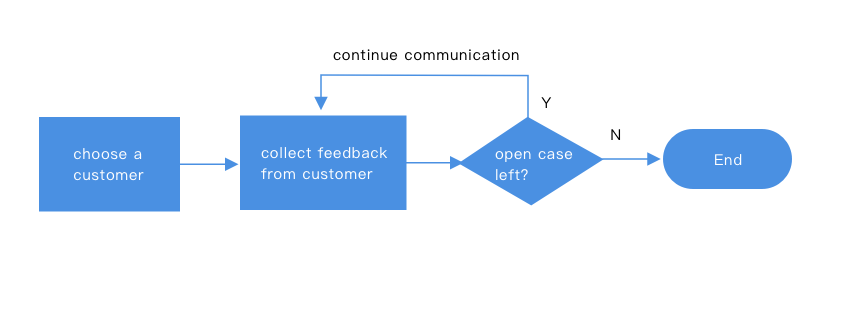 continue communication
Y
N
choose a
customer
collect feedback
from customer
open case
left?
End